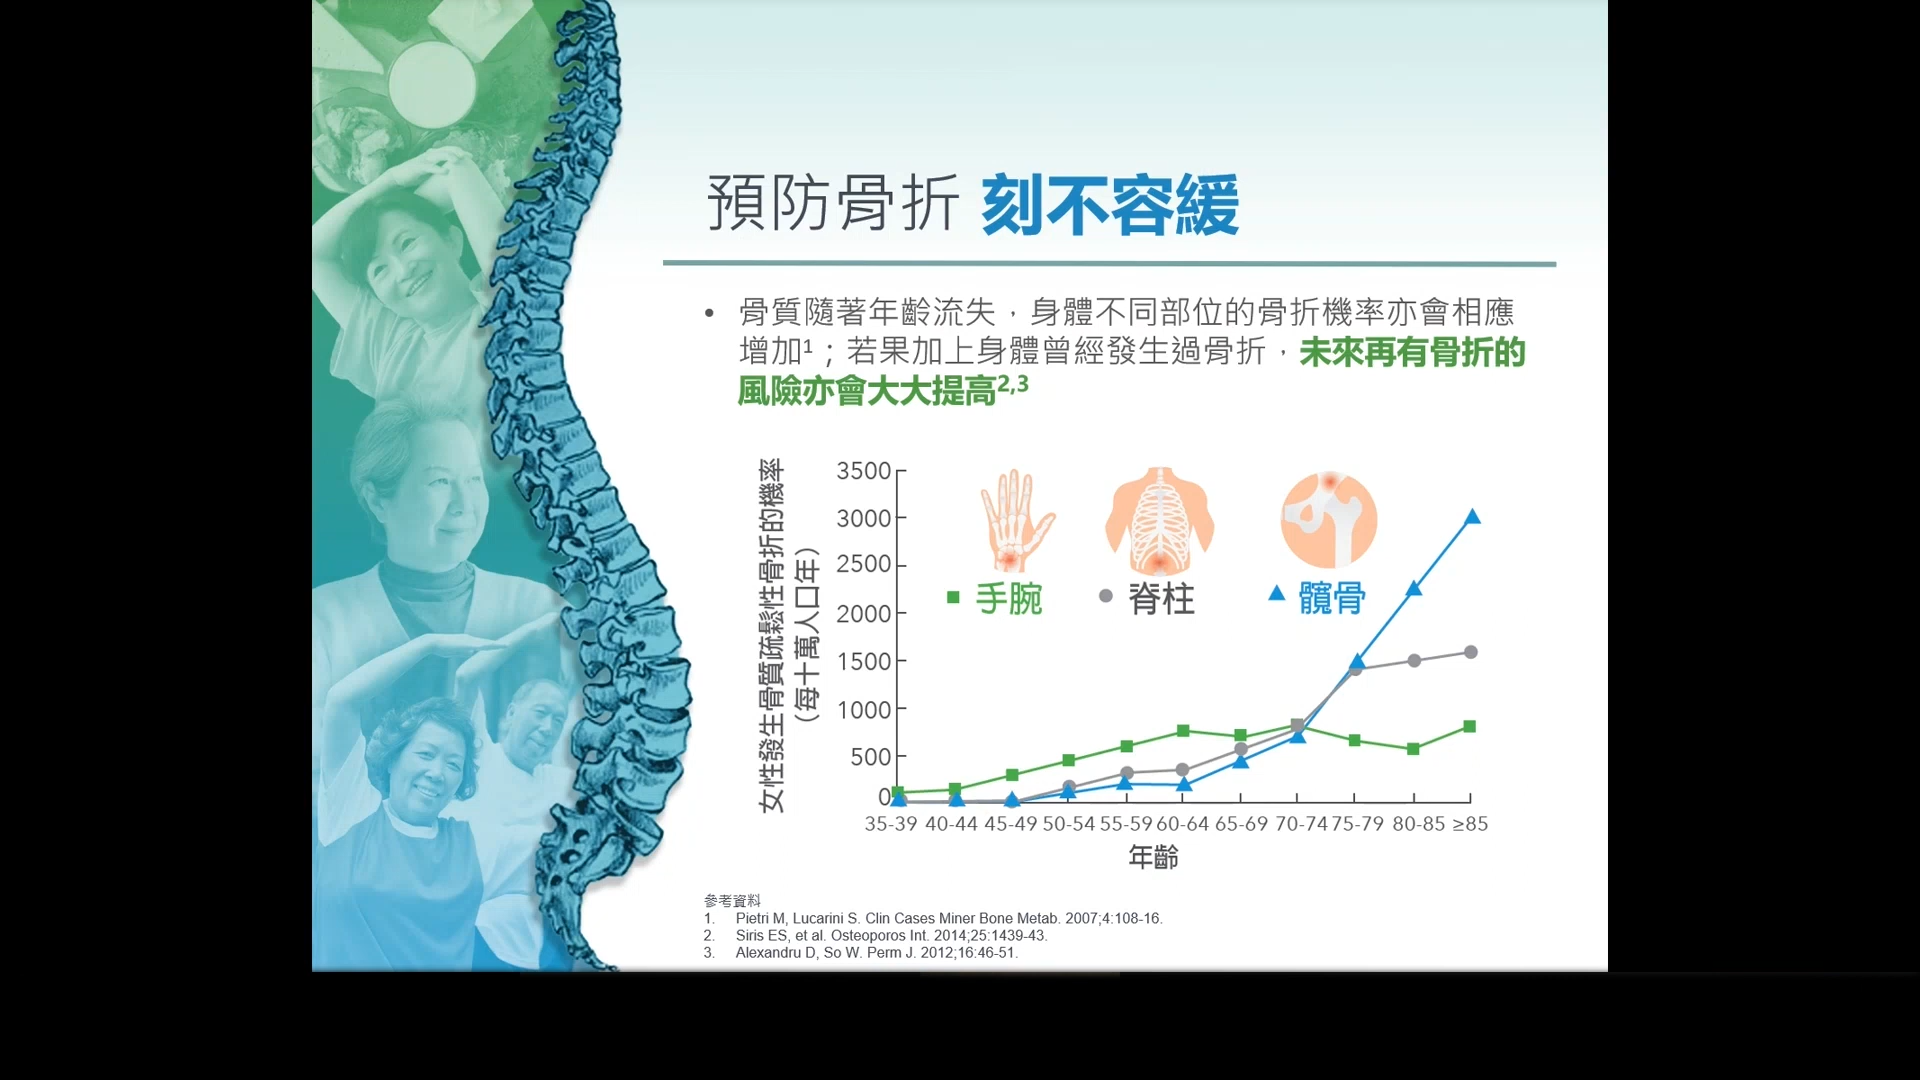 預防骨折 刻不容緩
• 骨質隨著年齡流失，身體不同部位的骨折機率亦會相應
增加1；若果加上身體曾經發生過骨折，未來再有骨折的
風險亦會大大提高2,3
女性發生骨質疏鬆性骨折的機率
（每十萬人口年）
3500
3000
2500
2000
1500
1000
500
0
手腕 脊柱 髖骨
35-39 40-44 45-49 50-54 55-59 60-64 65-69 70-74 75-79 80-85 ≥85
年齡
參考資料
1. Pietri M, Lucarini S. Clin Cases Miner Bone Metab. 2007;4:108-16.
2. Siris ES, et al. Osteoporos Int. 2014;25:1439-43.
3. Alexandru D, So W. Perm J. 2012;16:46-51.